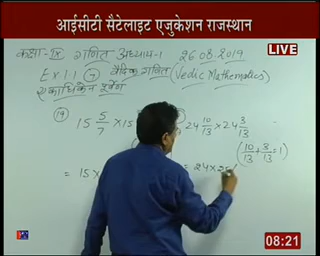 आईसीटी सैटेलाइट एजुकेशन राजस्थान
LIVE
कक्षा-IX गणित अध्याय-1 26 08 2019
Ex 1.1 वैदिक गणित (Vedic Mathematics)
एकाधिकेन पूर्वेण
(19) 15 5/7 × 15 24 10/13 × 24 3/13
(10/13 + 3/13 = 1)
= 15 × = 24 × 25
08:21